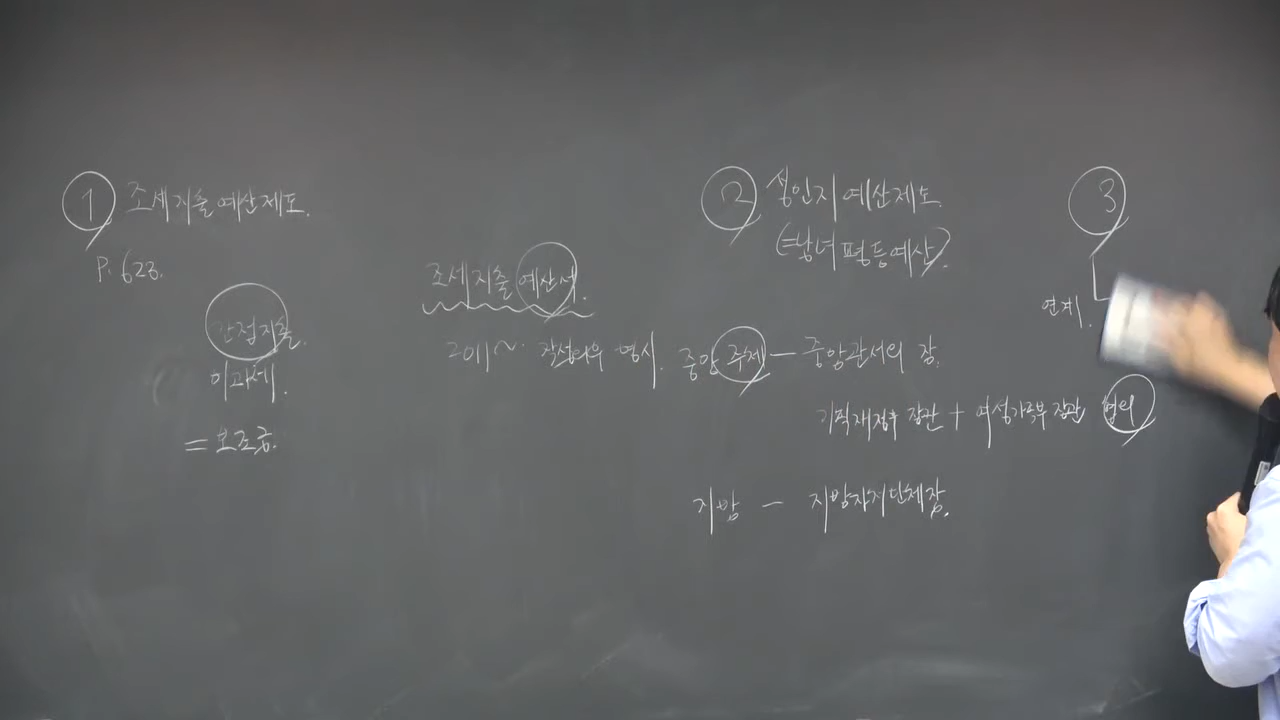 ① 조세지출예산제도.
P. 623.
간접지출.
이파세.
= 보조금.
조세지출예산서.
2011~ 작성의무 명시.
② 성인지예산제도.
(=남녀평등예산)
중앙 주체 — 중앙관서의 장.
기획재정부 장관 + 여성가족부 장관 협의
지방 — 지방자치단체장.
③
연계.